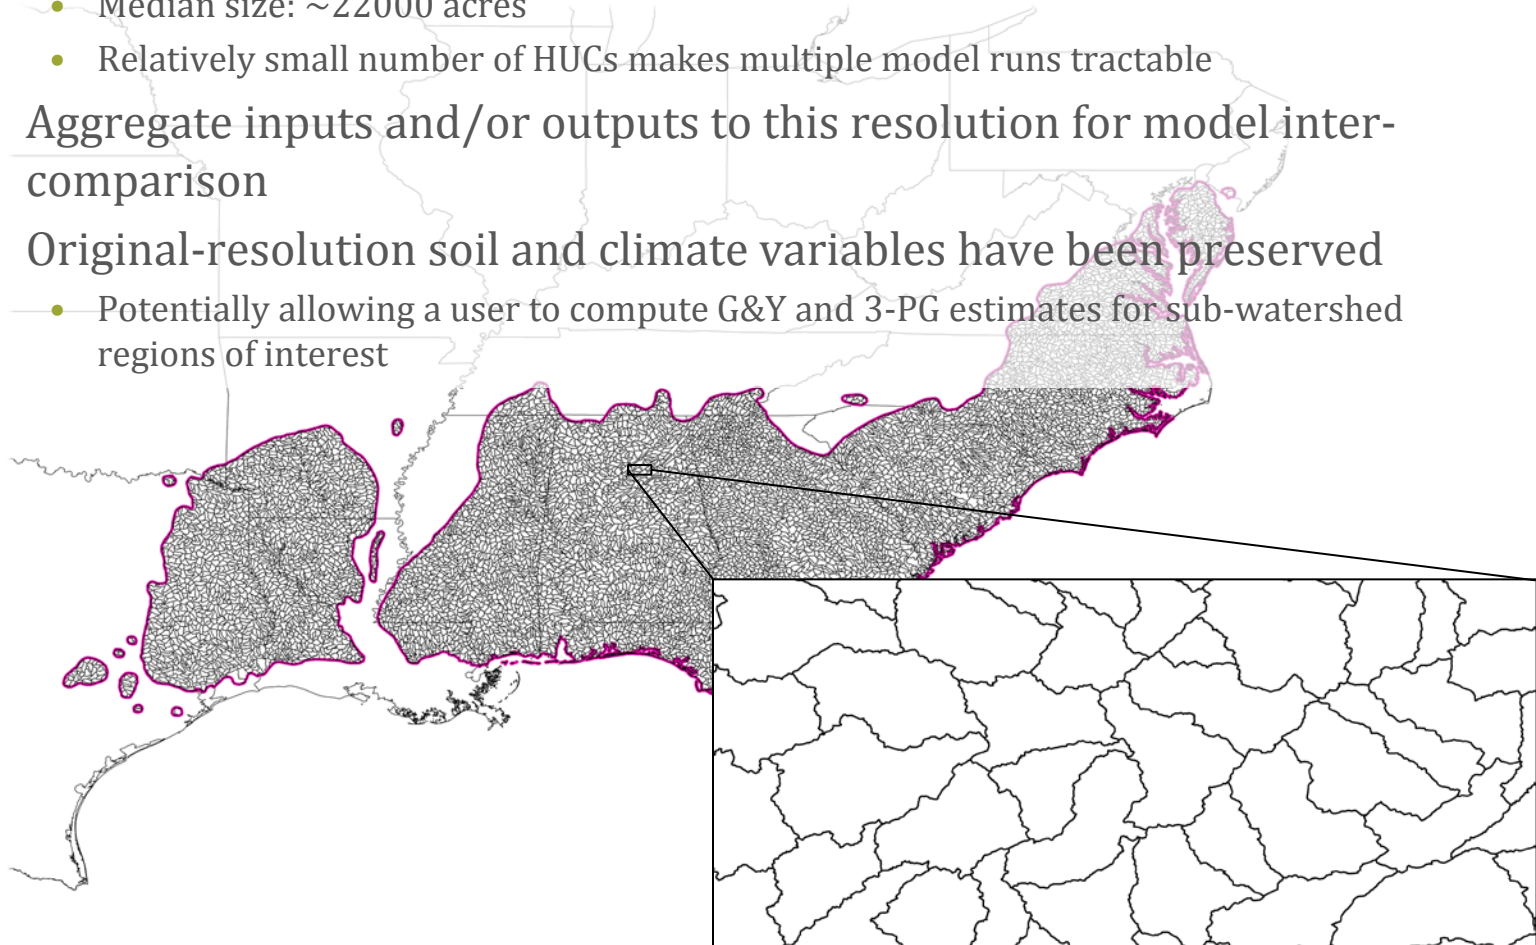 • Median size: ~22000 acres
• Relatively small number of HUCs makes multiple model runs tractable
Aggregate inputs and/or outputs to this resolution for model inter-
comparison
Original-resolution soil and climate variables have been preserved
• Potentially allowing a user to compute G&Y and 3-PG estimates for sub-watershed
regions of interest